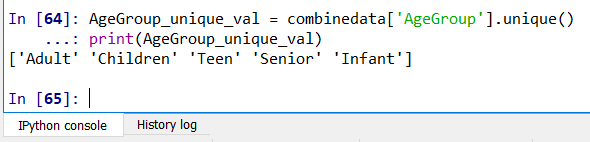 In [64]: AgeGroup_unique_val = combinedata['AgeGroup'].unique()
...: print(AgeGroup_unique_val)
['Adult' 'Children' 'Teen' 'Senior' 'Infant']
In [65]:
IPython console History log